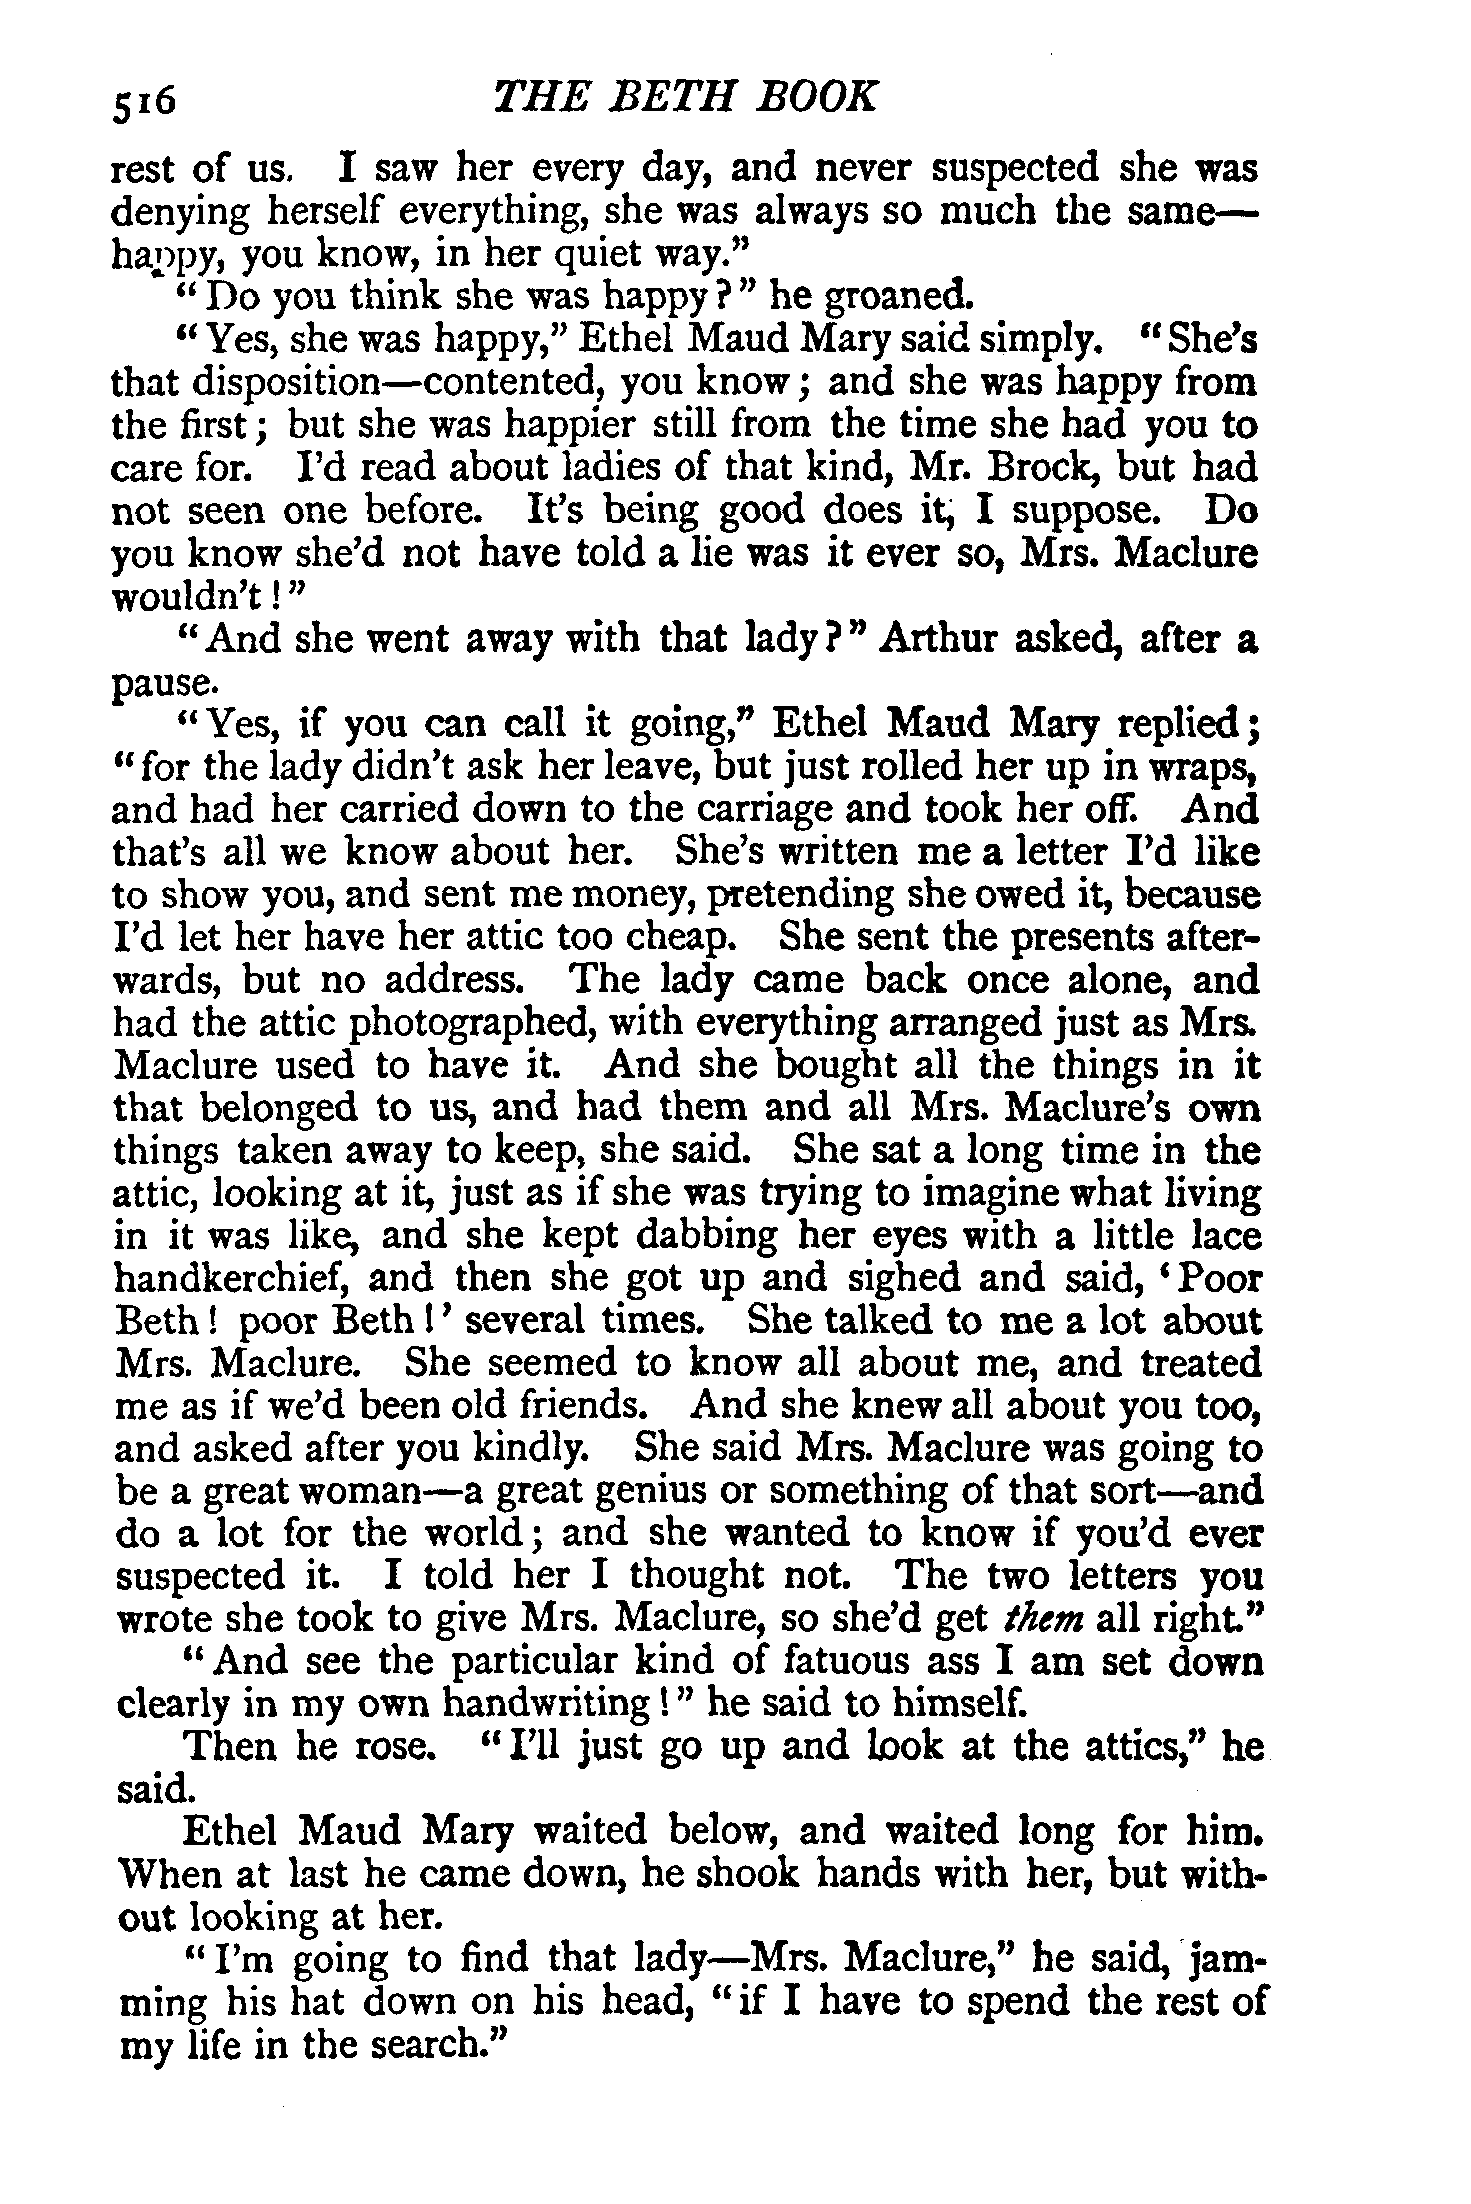 516 THE BETH BOOK
rest of us. I saw her every day, and never suspected she was
denying herself everything, she was always so much the same—
happy, you know, in her quiet way."
"Do you think she was happy?" he groaned.
"Yes, she was happy," Ethel Maud Mary said simply. "She's
that disposition—contented, you know; and she was happy from
the first; but she was happier still from the time she had you to
care for. I'd read about ladies of that kind, Mr. Brock, but had
not seen one before. It's being good does it, I suppose. Do
you know she'd not have told a lie was it ever so, Mrs. Maclure
wouldn't!"
"And she went away with that lady?" Arthur asked, after a
pause.
"Yes, if you can call it going," Ethel Maud Mary replied;
"for the lady didn't ask her leave, but just rolled her up in wraps,
and had her carried down to the carriage and took her off. And
that's all we know about her. She's written me a letter I'd like
to show you, and sent me money, pretending she owed it, because
I'd let her have her attic too cheap. She sent the presents after-
wards, but no address. The lady came back once alone, and
had the attic photographed, with everything arranged just as Mrs.
Maclure used to have it. And she bought all the things in it
that belonged to us, and had them and all Mrs. Maclure's own
things taken away to keep, she said. She sat a long time in the
attic, looking at it, just as if she was trying to imagine what living
in it was like, and she kept dabbing her eyes with a little lace
handkerchief, and then she got up and sighed and said, 'Poor
Beth! poor Beth!' several times. She talked to me a lot about
Mrs. Maclure. She seemed to know all about me, and treated
me as if we'd been old friends. And she knew all about you too,
and asked after you kindly. She said Mrs. Maclure was going to
be a great woman—a great genius or something of that sort—and
do a lot for the world; and she wanted to know if you'd ever
suspected it. I told her I thought not. The two letters you
wrote she took to give Mrs. Maclure, so she'd get them all right."
"And see the particular kind of fatuous ass I am set down
clearly in my own handwriting!" he said to himself.
Then he rose. "I'll just go up and look at the attics," he
said.
Ethel Maud Mary waited below, and waited long for him.
When at last he came down, he shook hands with her, but with-
out looking at her.
"I'm going to find that lady—Mrs. Maclure," he said, jam-
ming his hat down on his head, "if I have to spend the rest of
my life in the search."